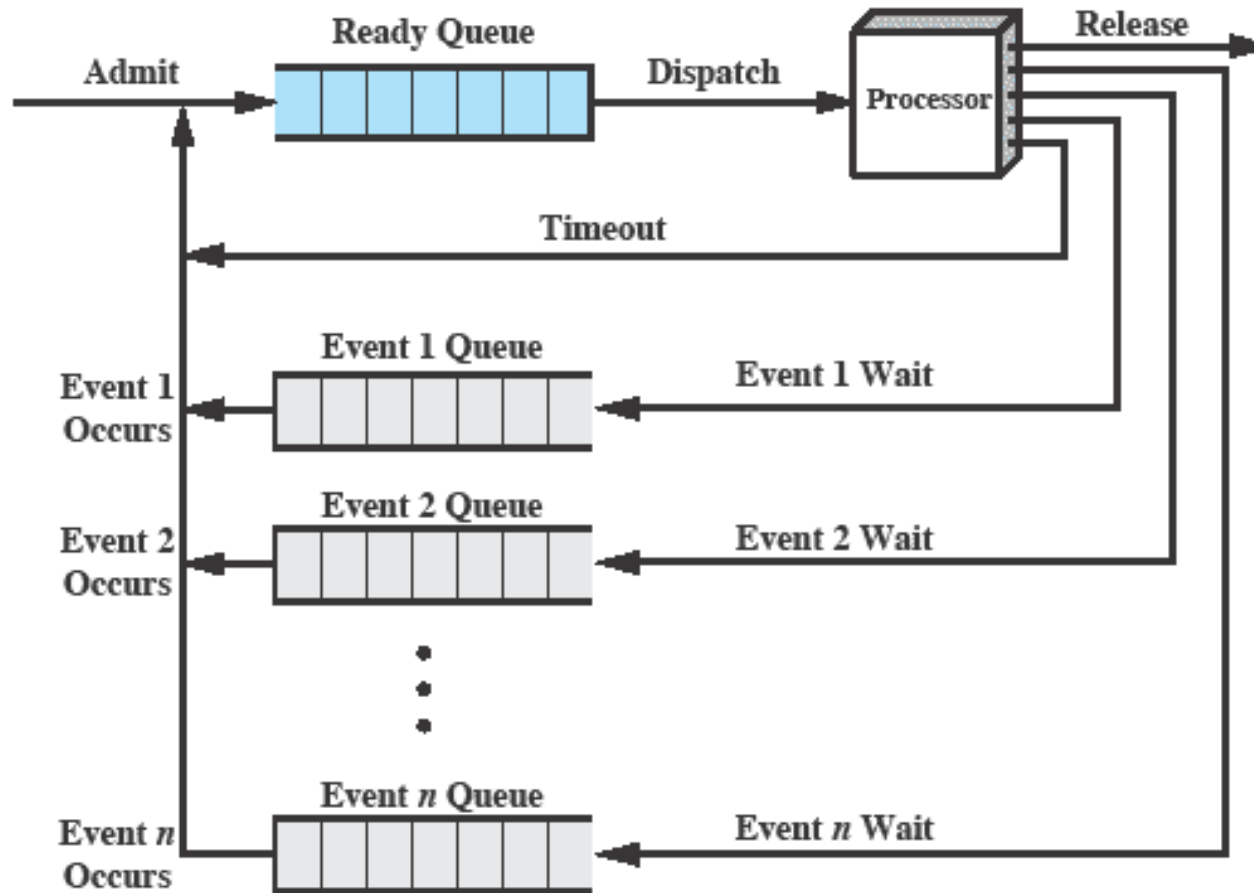 Ready Queue
Release
Admit
Dispatch
Processor
Timeout
Event 1 Queue
Event 1 Wait
Event 1
Occurs
Event 2 Queue
Event 2 Wait
Event 2
Occurs
Event n Queue
Event n Wait
Event n
Occurs